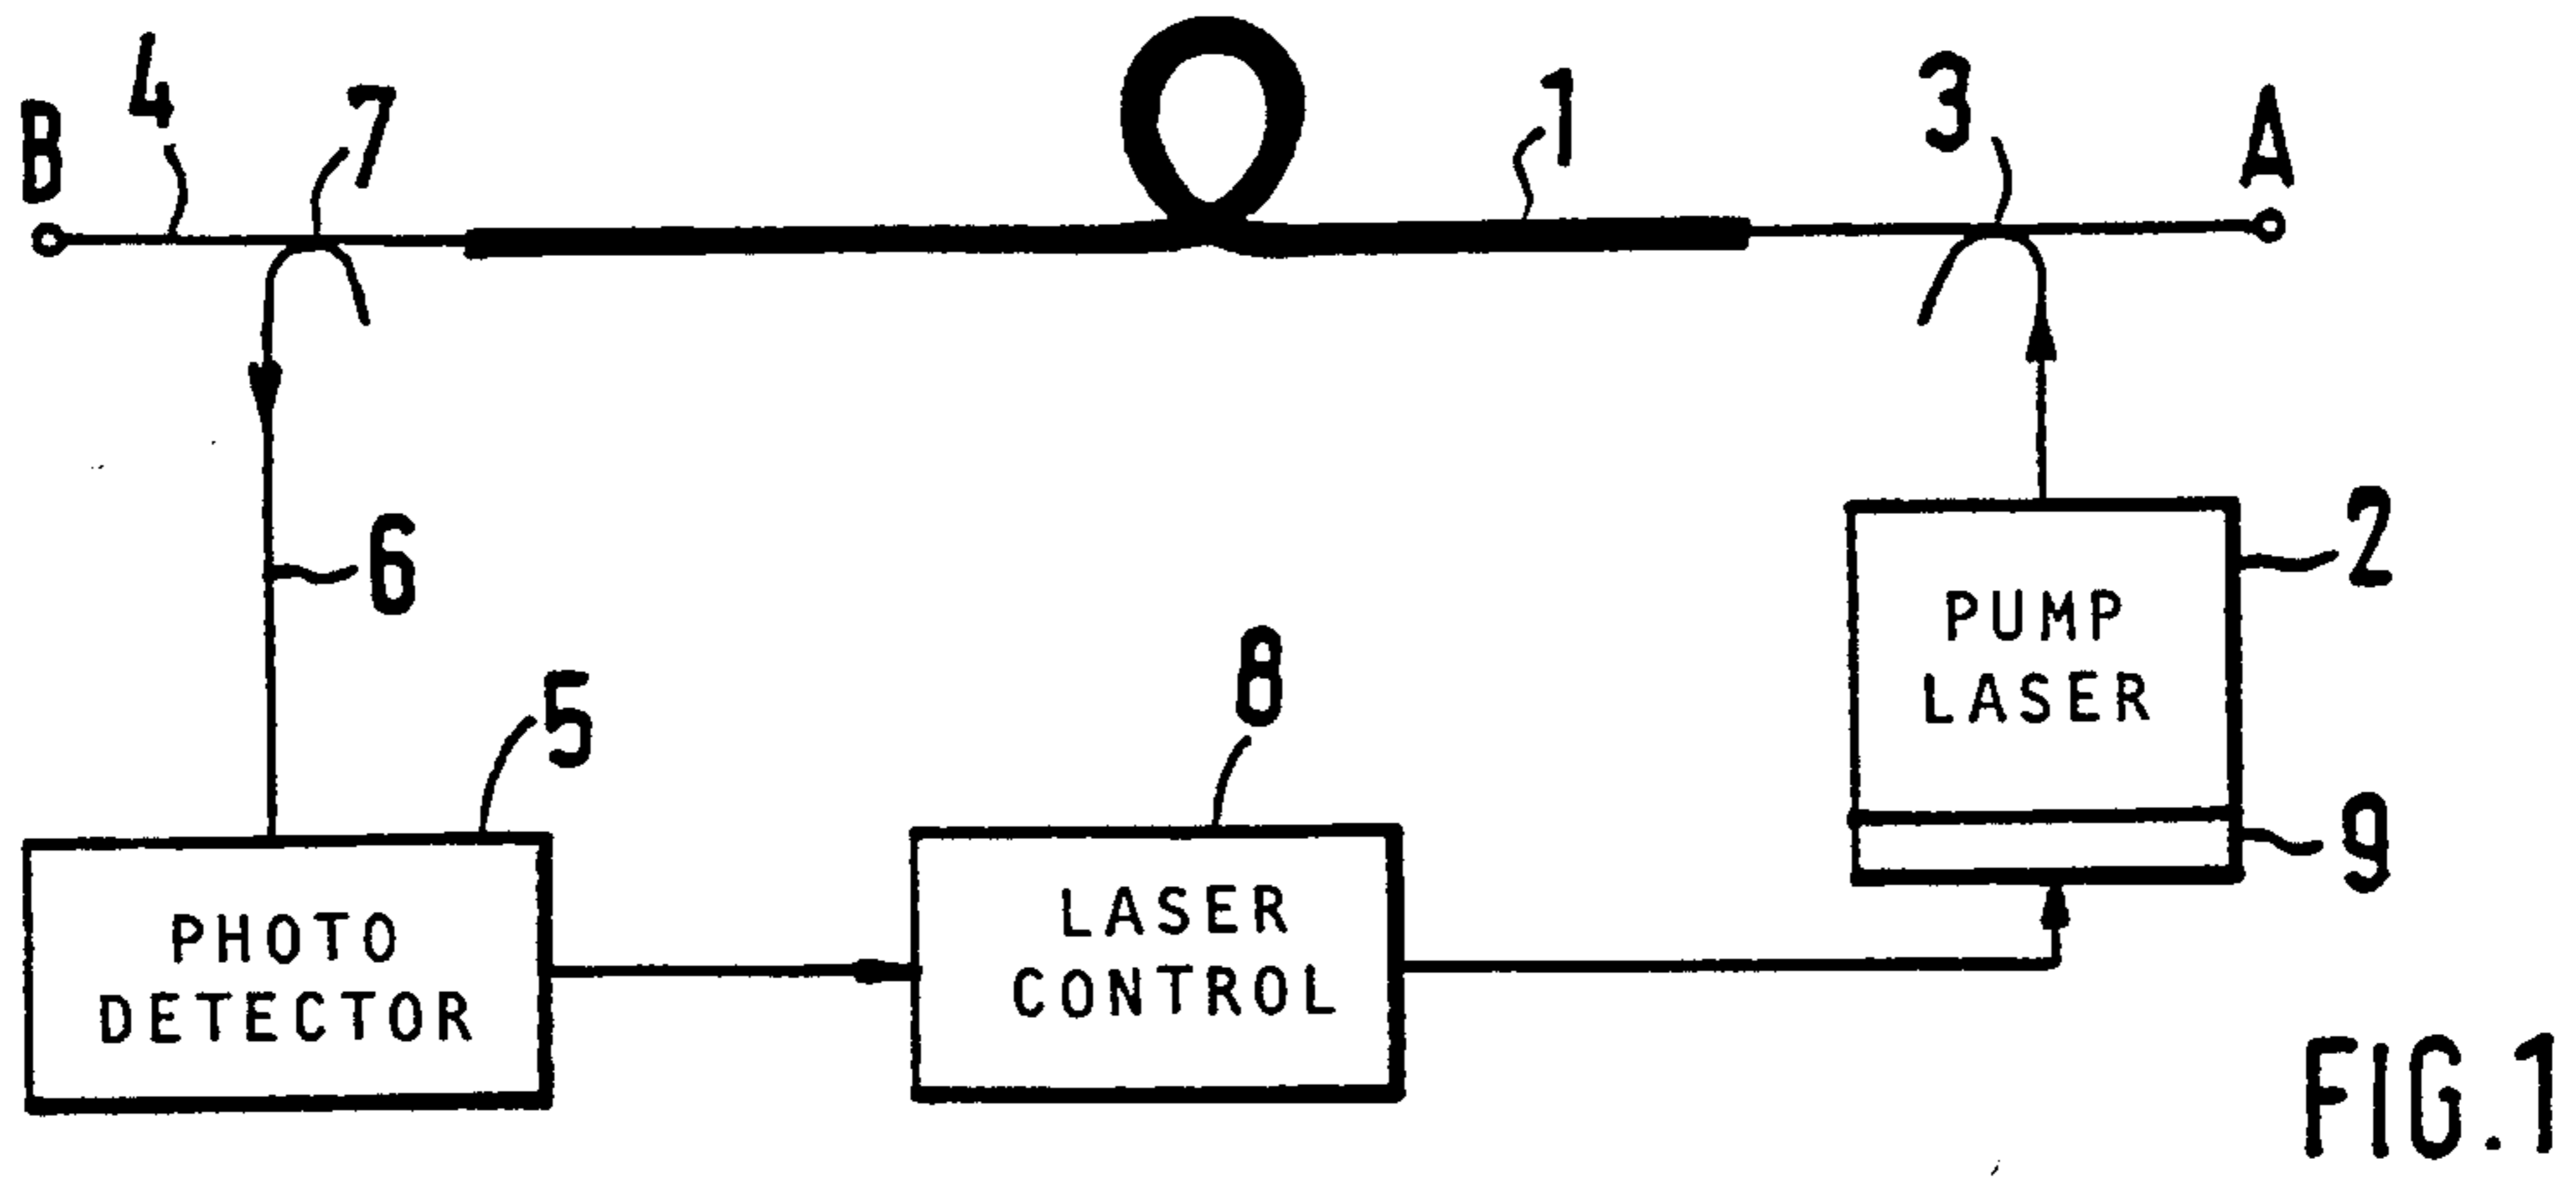 B
4
7
1
3
A
6
2
PUMP
LASER
5
8
9
PHOTO
DETECTOR
LASER
CONTROL
FIG.1